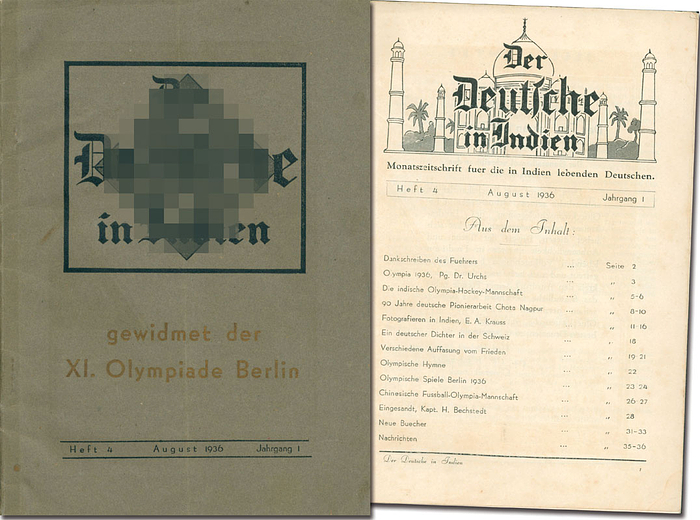 in
gewidmet der
XI. Olympiade Berlin
Heft 4 August 1936 Jahrgang 1
Der
Deutsche
in Indien
Monatszeitschrift fuer die in Indien lebenden Deutschen.
Heft 4 August 1936 Jahrgang 1
Aus dem Inhalt:
Dankschreiben des Fuehrers ... Seite 2
Olympia 1936, Pg. Dr. Urchs ... „ 3
Die indische Olympia-Hockey-Mannschaft ... „ 5-6
90 Jahre deutsche Pionierarbeit Chota Nagpur ... „ 8-10
Fotografieren in Indien, E. A. Krauss ... „ 11-16
Ein deutscher Dichter in der Schweiz ... „ 18
Verschiedene Auffassung vom Frieden ... „ 19-21
Olympische Hymne ... „ 22
Olympische Spiele Berlin 1936 ... „ 23-24
Chinesische Fussball-Olympia-Mannschaft ... „ 26-27
Eingesandt, Kapt. H. Bechstedt ... „ 28
Neue Buecher ... „ 31-33
Nachrichten ... „ 35-36
Der Deutsche in Indien
1